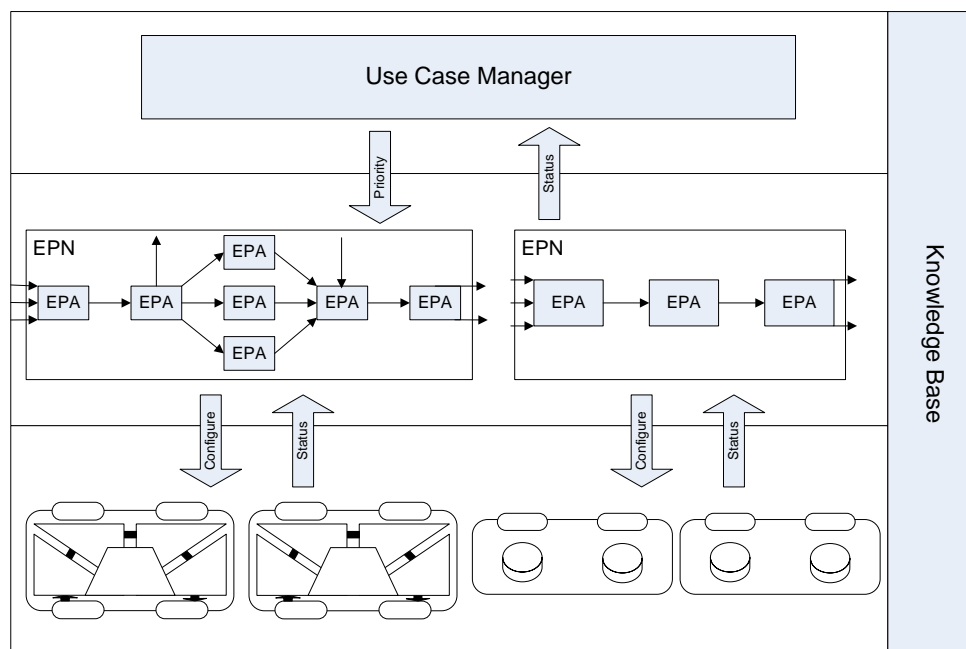 Use Case Manager
Priority
Status
EPN
EPA
EPA
EPA
EPA
EPA
EPA
EPA
EPN
EPA
EPA
EPA
Configure
Status
Configure
Status
Knowledge Base